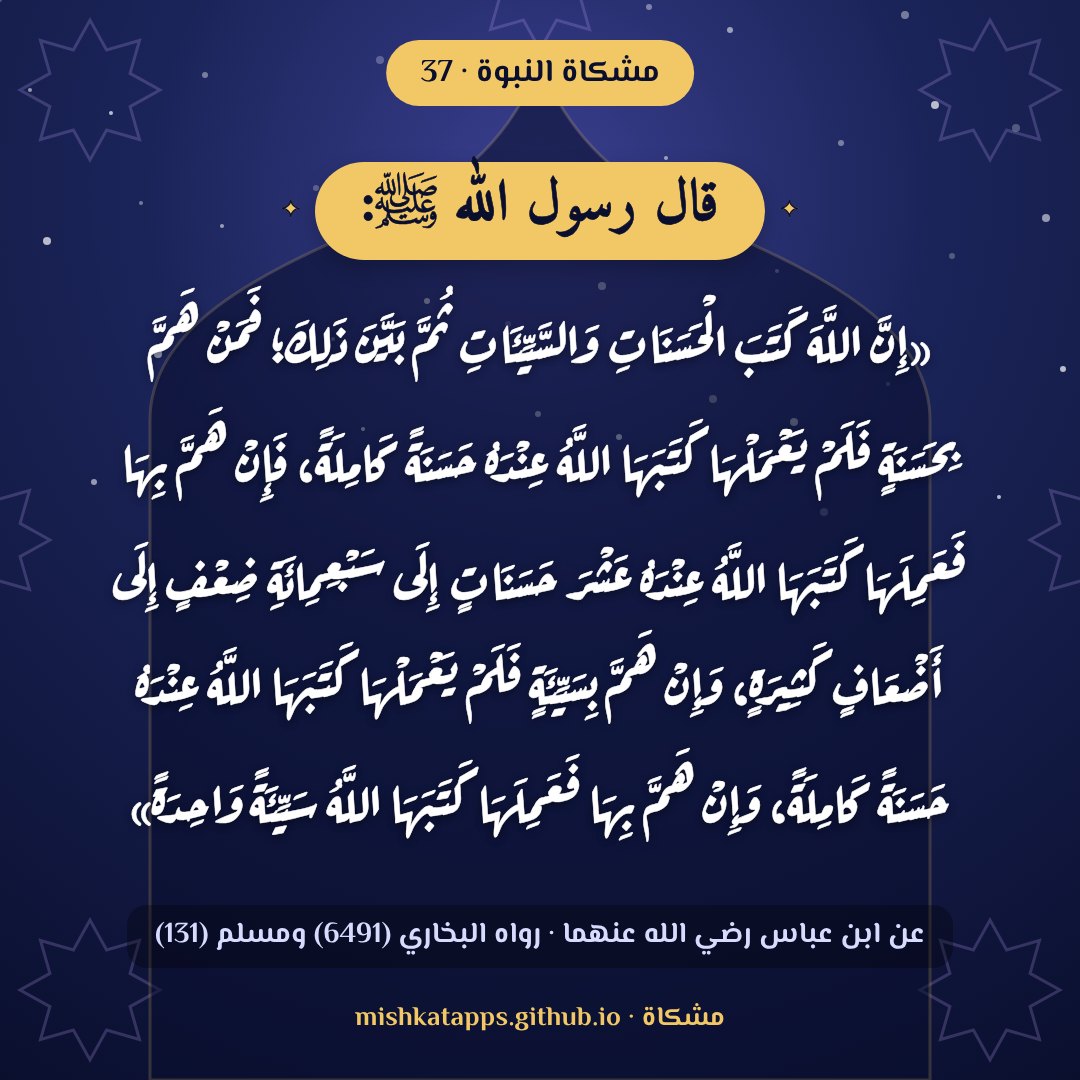 مشكاة النبوة · 37
قال رسول الله ﷺ:
«إِنَّ اللَّهَ كَتَبَ الْحَسَنَاتِ وَالسَّيِّئَاتِ ثُمَّ بَيَّنَ ذَلِكَ؛ فَمَنْ هَمَّ
بِحَسَنَةٍ فَلَمْ يَعْمَلْهَا كَتَبَهَا اللَّهُ عِنْدَهُ حَسَنَةً كَامِلَةً، فَإِنْ هَمَّ بِهَا
فَعَمِلَهَا كَتَبَهَا اللَّهُ عِنْدَهُ عَشْرَ حَسَنَاتٍ إِلَى سَبْعِمِائَةِ ضِعْفٍ إِلَى
أَضْعَافٍ كَثِيرَةٍ، وَإِنْ هَمَّ بِسَيِّئَةٍ فَلَمْ يَعْمَلْهَا كَتَبَهَا اللَّهُ عِنْدَهُ
حَسَنَةً كَامِلَةً، وَإِنْ هَمَّ بِهَا فَعَمِلَهَا كَتَبَهَا اللَّهُ سَيِّئَةً وَاحِدَةً»
عن ابن عباس رضي الله عنهما · رواه البخاري (6491) ومسلم (131)
مشكاة · mishkatapps.github.io